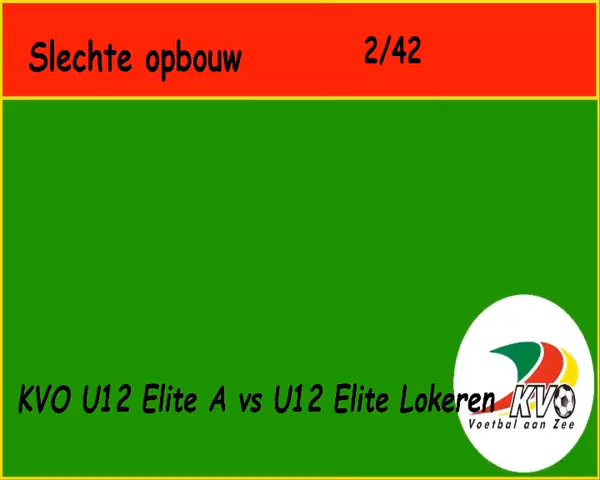 Slechte opbouw 2/42
KVO U12 Elite A vs U12 Elite Lokeren
KVO
Voetbal aan Zee